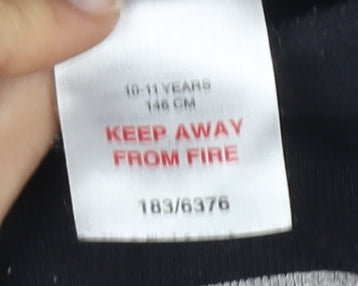 10-11 YEARS
146 CM
KEEP AWAY
FROM FIRE
183/6376